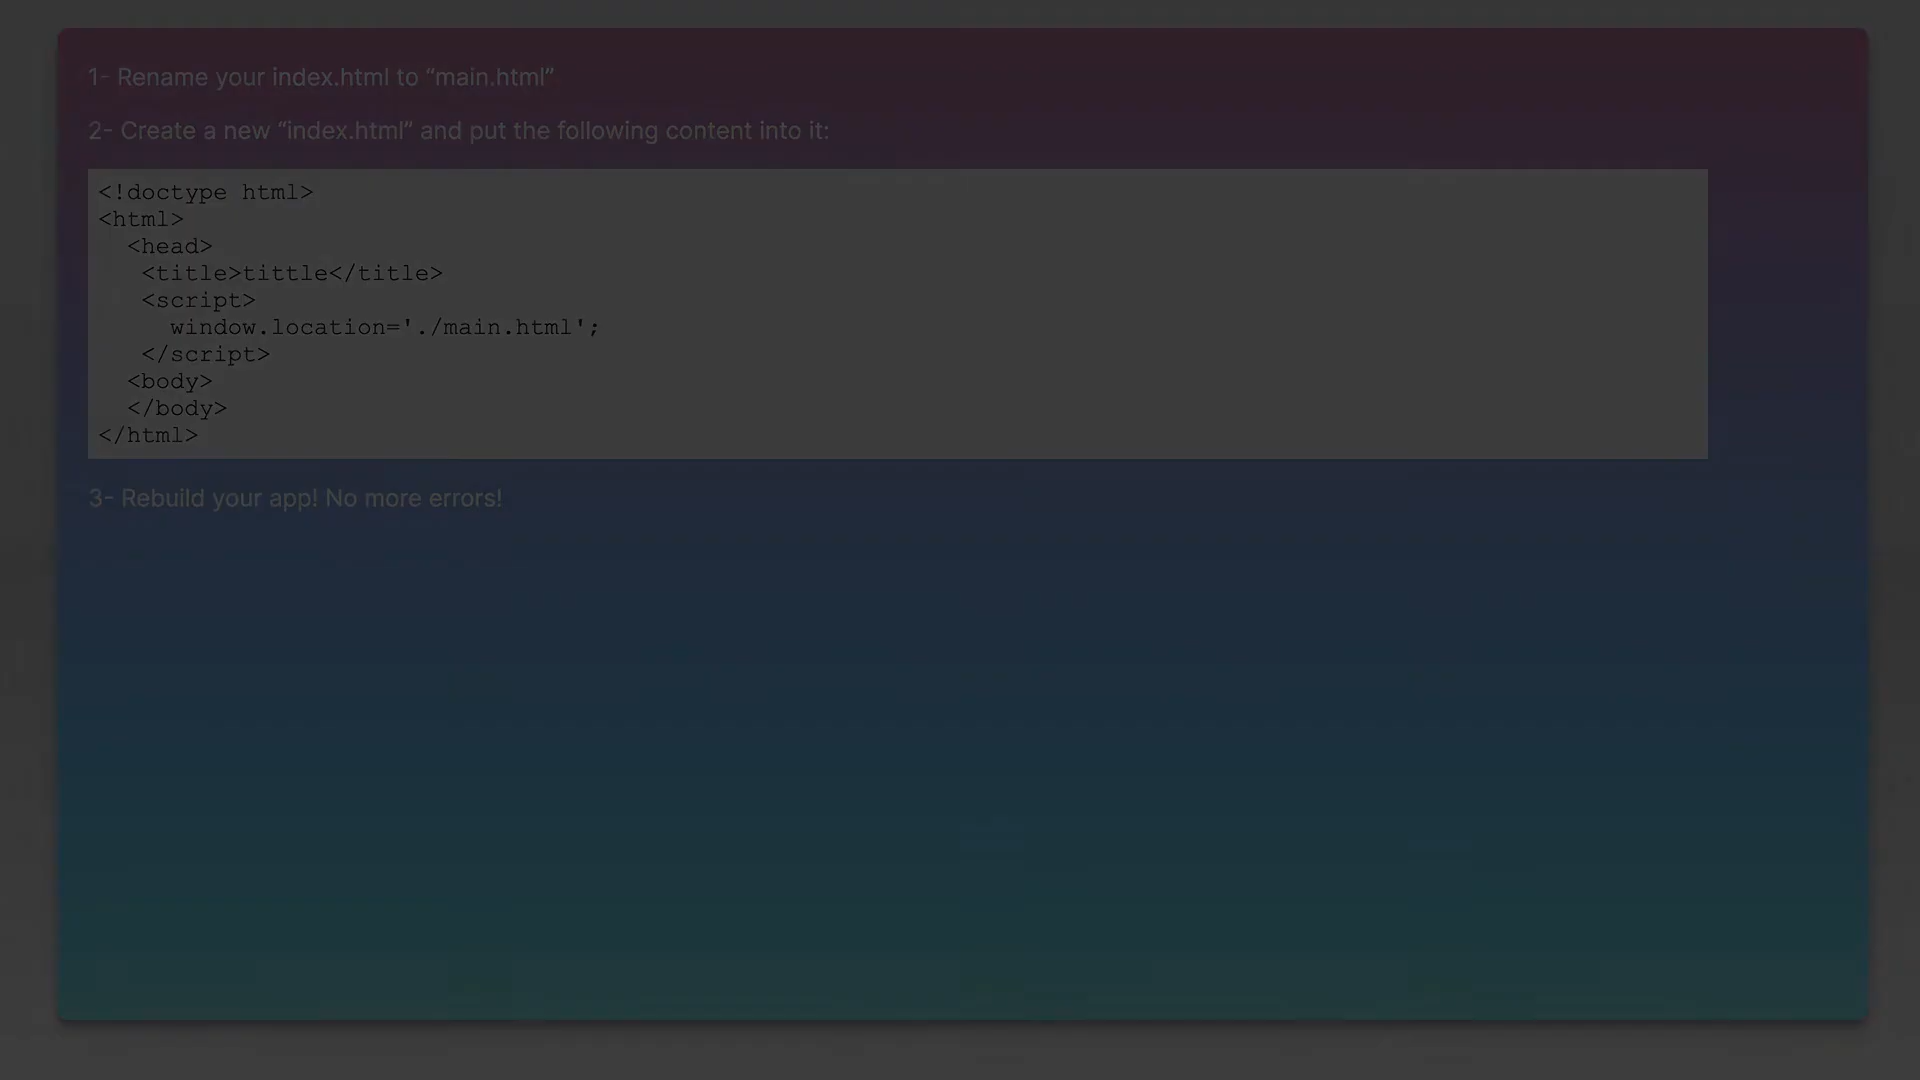 1- Rename your index.html to “main.html”
2- Create a new “index.html” and put the following content into it:
<!doctype html>
<html>
  <head>
   <title>tittle</title>
   <script>
     window.location='./main.html';
   </script>
  <body>
  </body>
</html>
3- Rebuild your app! No more errors!